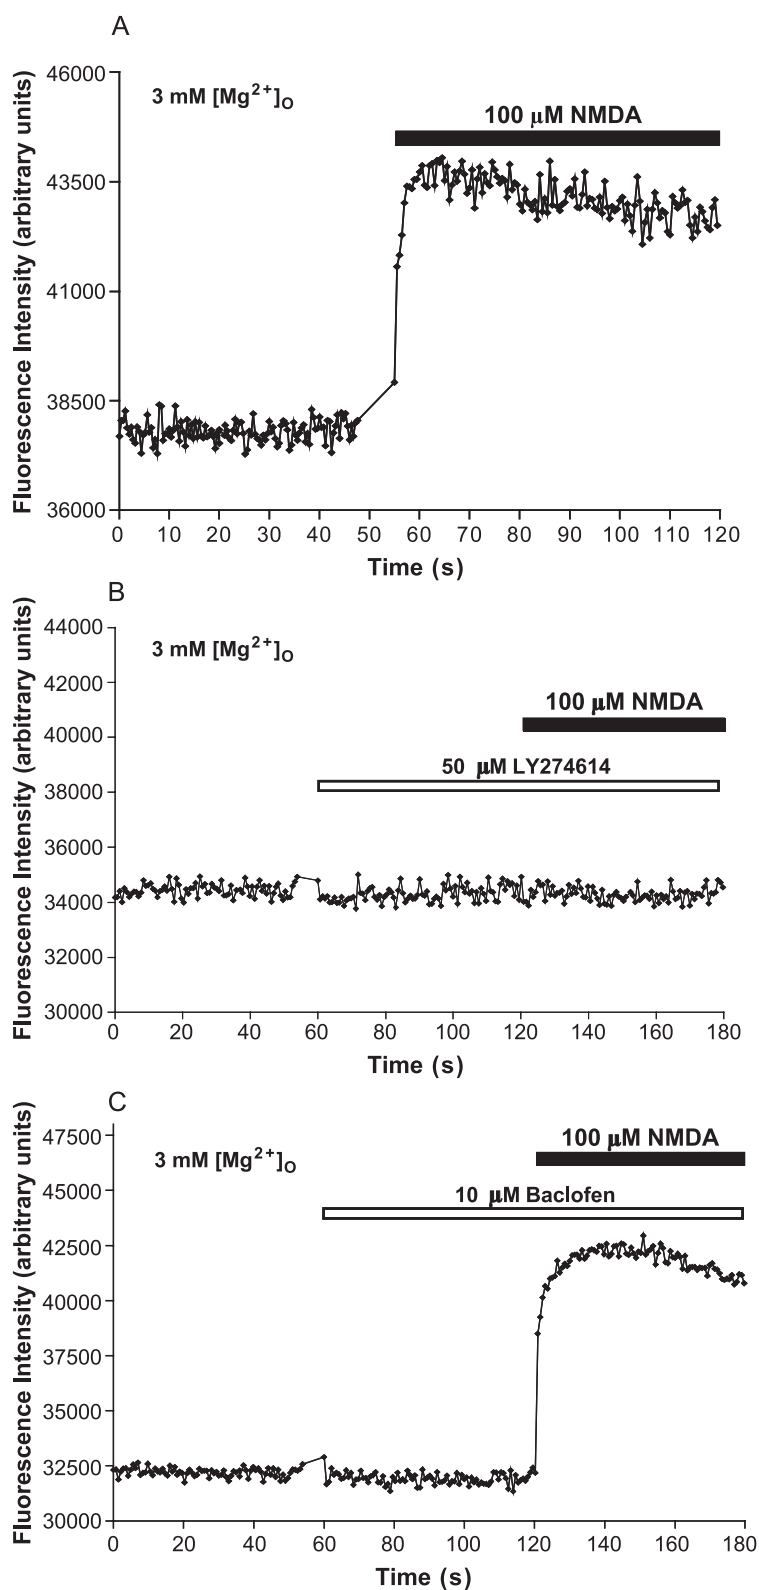 A
Fluorescence Intensity (arbitrary units)
46000
43500
41000
38500
36000
3 mM [Mg2+]O
100 μM NMDA
0 10 20 30 40 50 60 70 80 90 100 110 120
Time (s)
B
Fluorescence Intensity (arbitrary units)
44000
42000
40000
38000
36000
34000
32000
30000
3 mM [Mg2+]O
100 μM NMDA
50 μM LY274614
0 20 40 60 80 100 120 140 160 180
Time (s)
C
Fluorescence Intensity (arbitrary units)
47500
45000
42500
40000
37500
35000
32500
30000
3 mM [Mg2+]O
100 μM NMDA
10 μM Baclofen
0 20 40 60 80 100 120 140 160 180
Time (s)